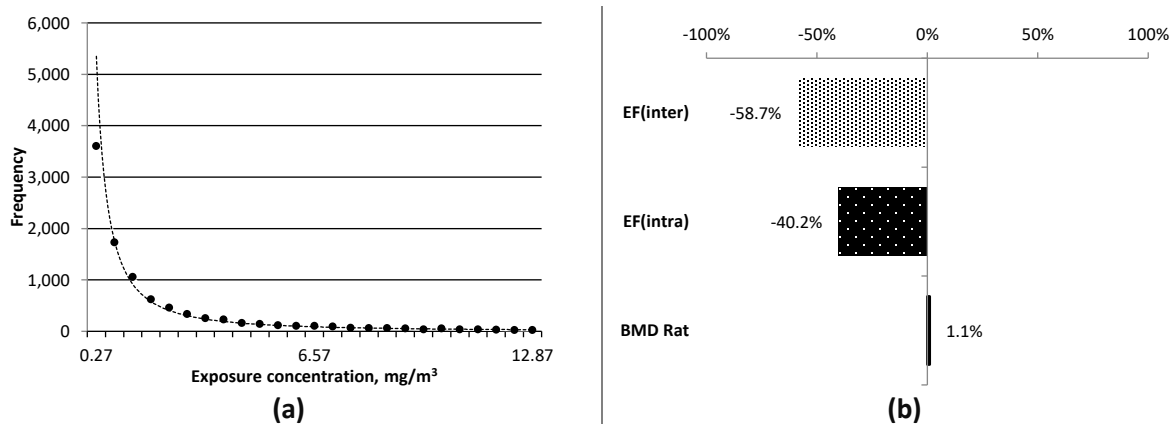 6,000
5,000
4,000
3,000
2,000
1,000
0
Frequency
0.27 6.57 12.87
Exposure concentration, mg/m³
(a)
-100% -50% 0% 50% 100%
EF(inter) -58.7%
EF(intra) -40.2%
BMD Rat 1.1%
(b)